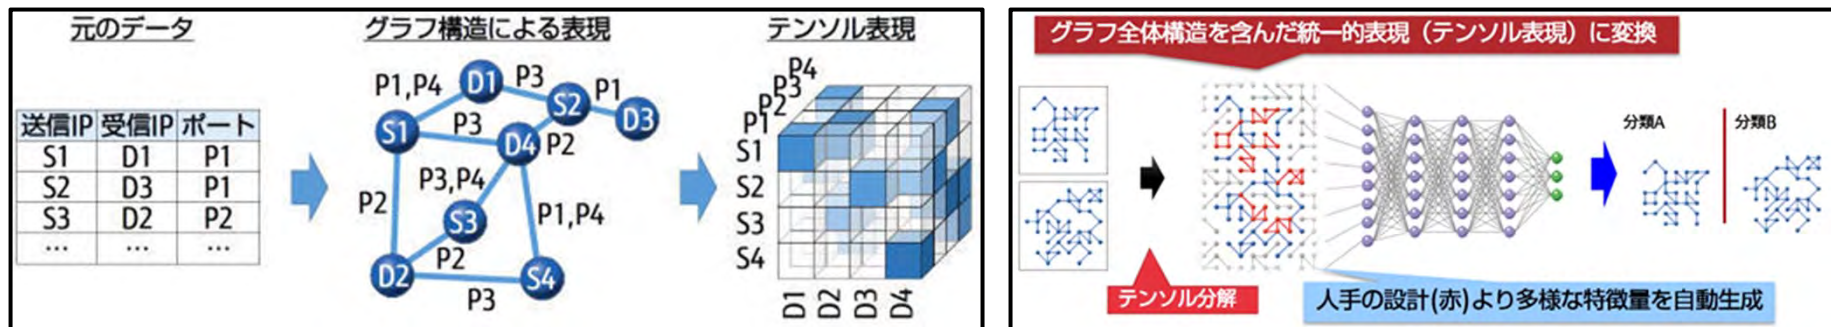 元のデータ
送信IP 受信IP ポート
S1 D1 P1
S2 D3 P1
S3 D2 P2
… … …
グラフ構造による表現
P1,P4
D1
P3
S2
P1
D3
S1
P3
D4
P2
P3,P4
P2
S3
P1,P4
P2
D2
S4
P3
テンソル表現
P4
P3
P2
P1
S1
S2
S3
S4
D1
D2
D3
D4
グラフ全体構造を含んだ統一的表現（テンソル表現）に変換
分類A
分類B
テンソル分解
人手の設計(赤)より多様な特徴量を自動生成